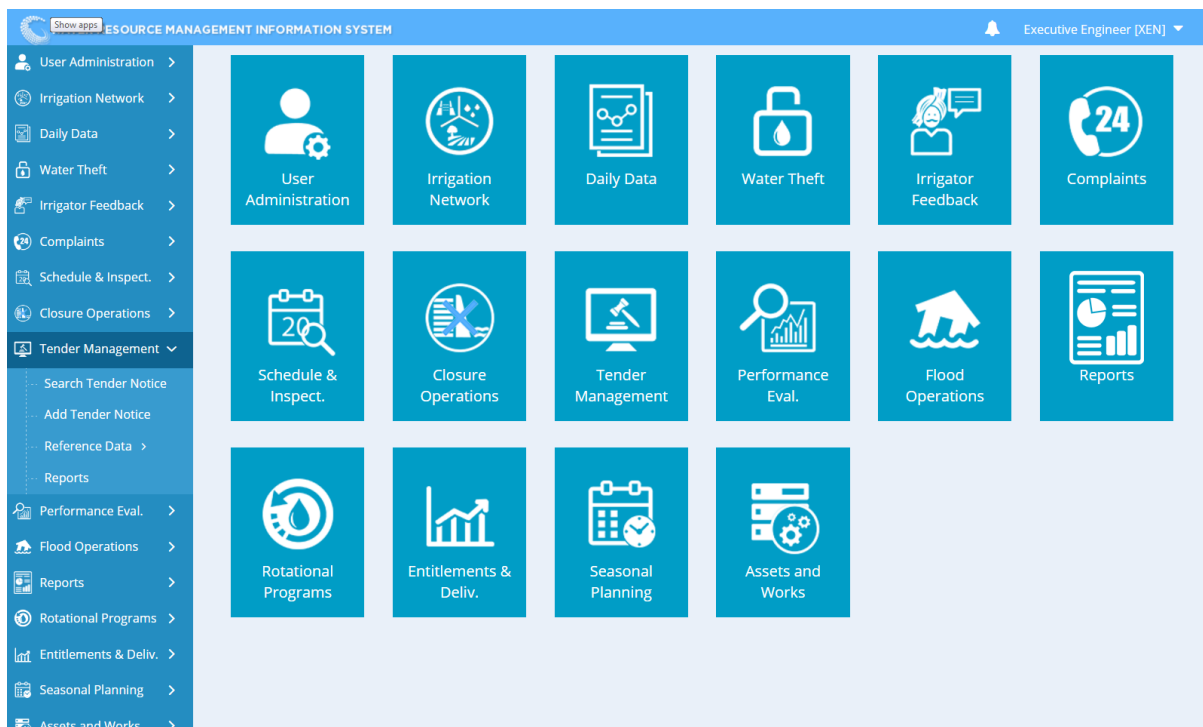 Show apps
ESOURCE MANAGEMENT INFORMATION SYSTEM
Executive Engineer [XEN]
User Administration
Irrigation Network
Daily Data
Water Theft
Irrigator Feedback
Complaints
Schedule & Inspect.
Closure Operations
Tender Management
Search Tender Notice
Add Tender Notice
Reference Data
Reports
Performance Eval.
Flood Operations
Reports
Rotational Programs
Entitlements & Deliv.
Seasonal Planning
Assets and Works
User
Administration
Irrigation
Network
Daily Data
Water Theft
Irrigator
Feedback
24
Complaints
20
Schedule &
Inspect.
Closure
Operations
Tender
Management
Performance
Eval.
Flood
Operations
Reports
Rotational
Programs
Entitlements &
Deliv.
Seasonal
Planning
Assets and
Works